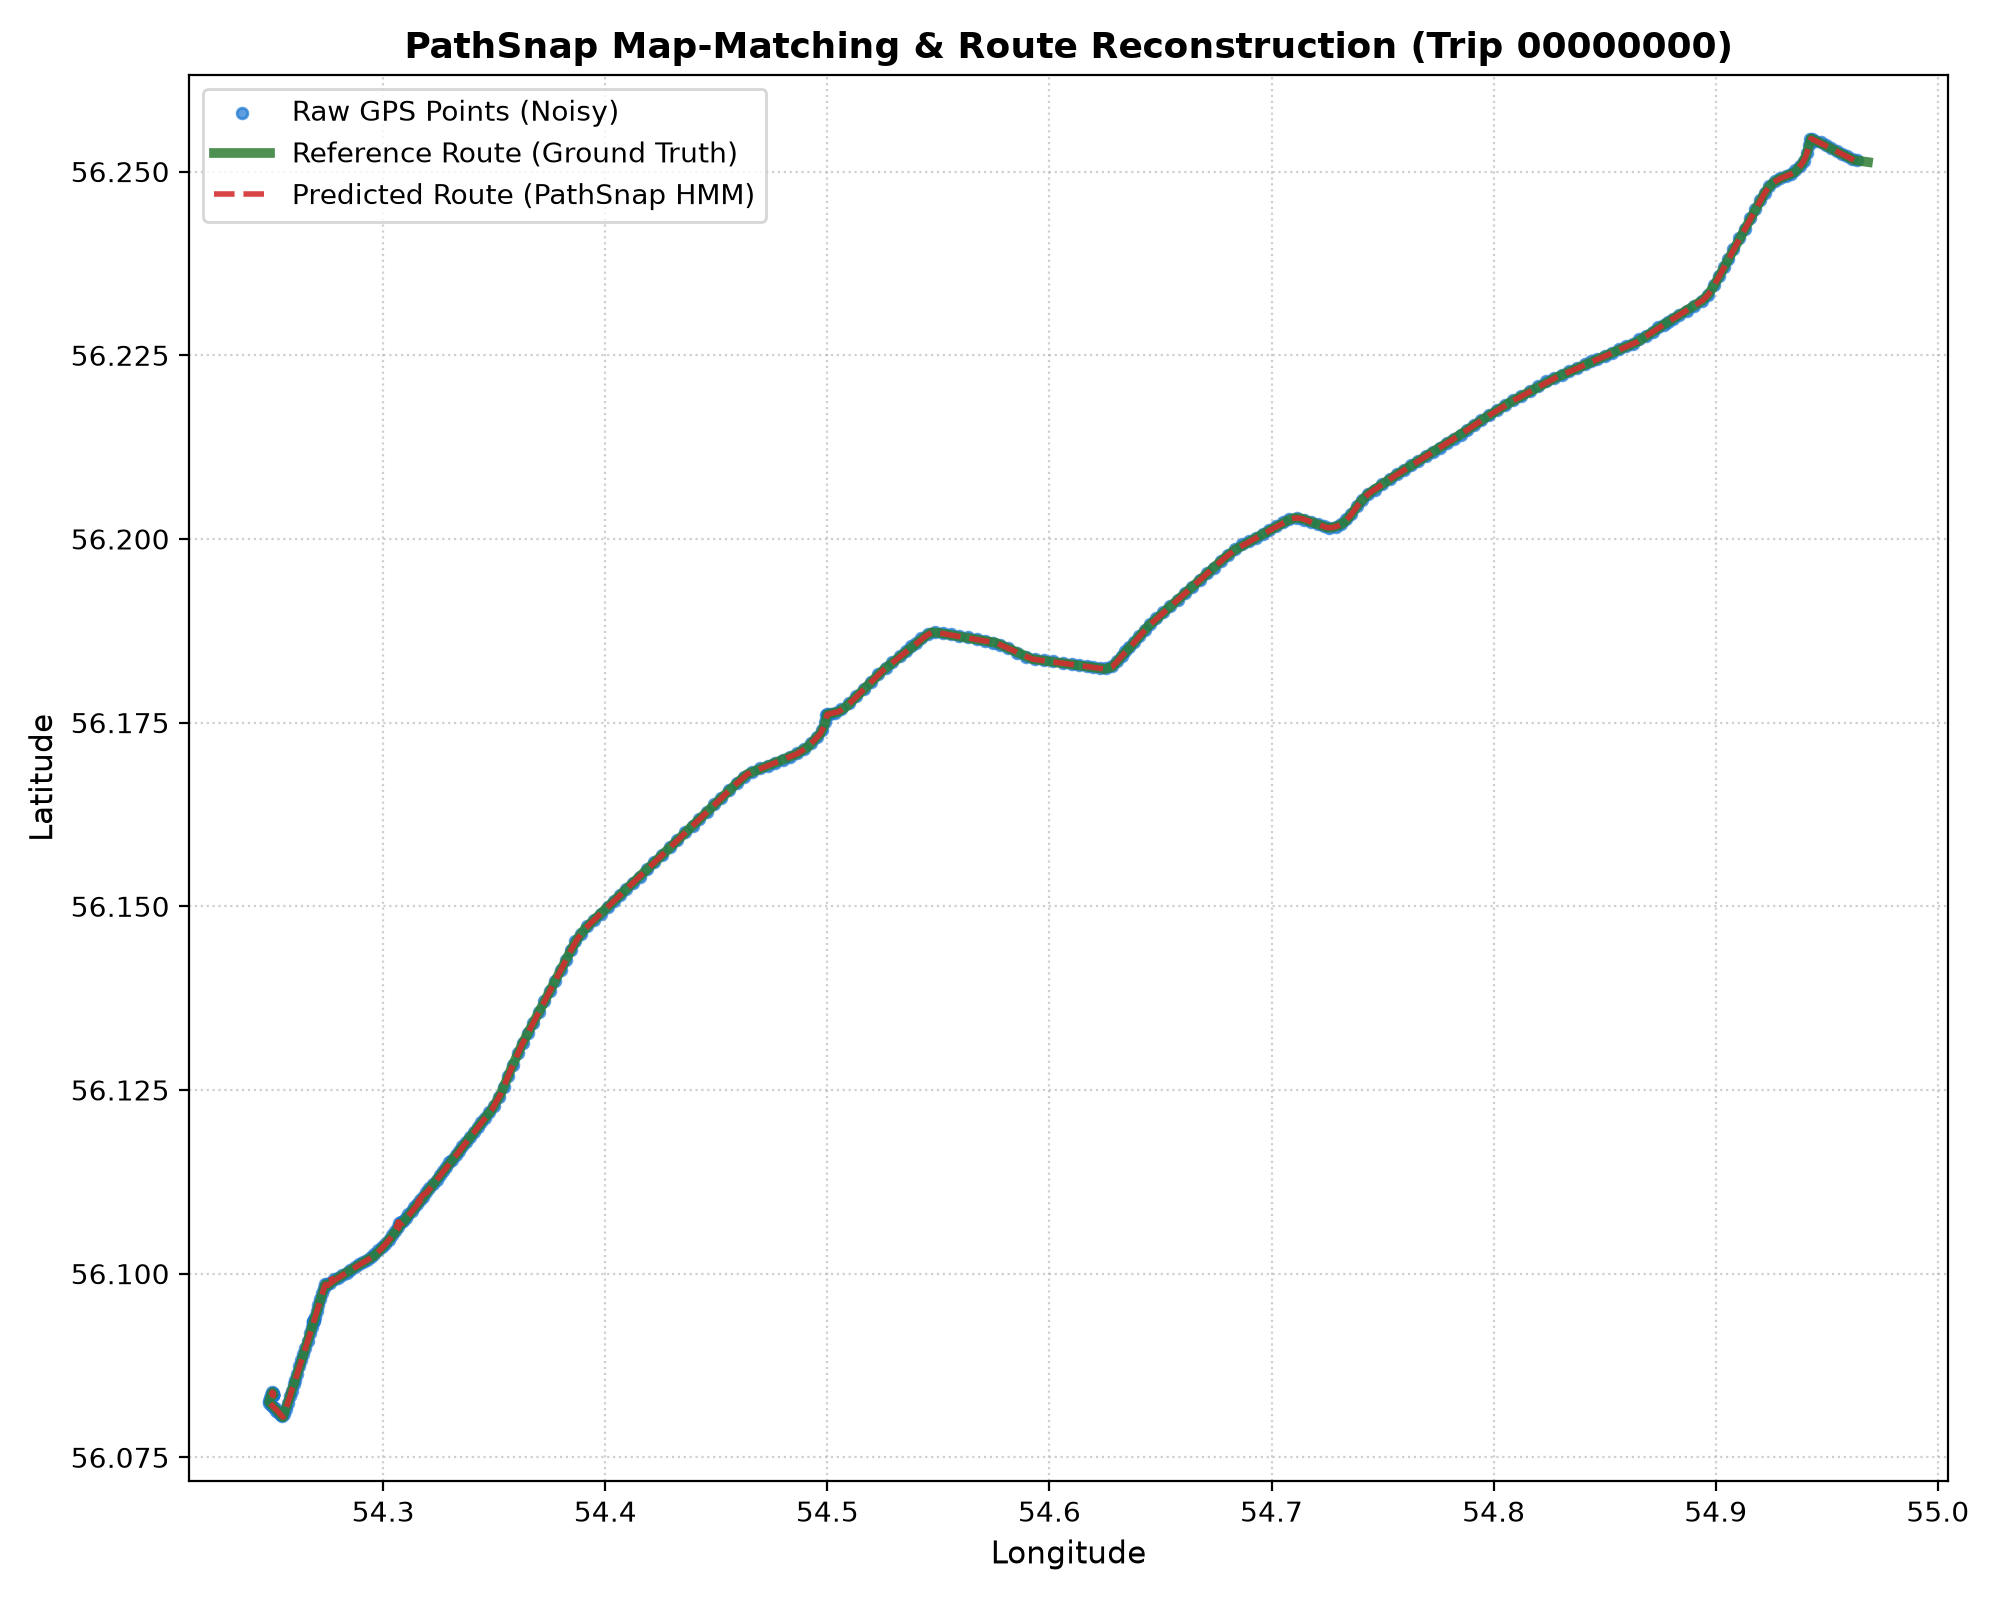 PathSnap Map-Matching & Route Reconstruction (Trip 00000000)
Raw GPS Points (Noisy)
Reference Route (Ground Truth)
Predicted Route (PathSnap HMM)
56.250
56.225
56.200
56.175
56.150
56.125
56.100
56.075
Latitude
54.3 54.4 54.5 54.6 54.7 54.8 54.9 55.0
Longitude